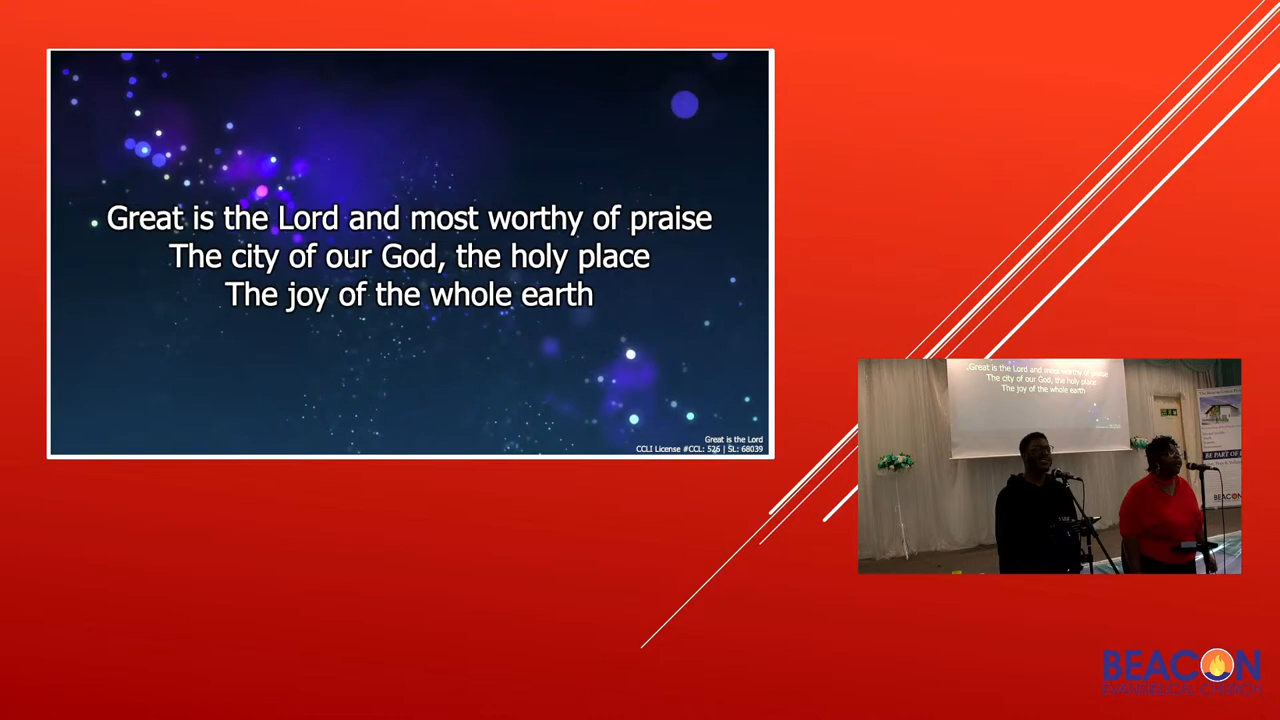 Great is the Lord and most worthy of praise
The city of our God, the holy place
The joy of the whole earth
Great is the Lord
CCLI License #CCL: 526 | SL: 68039
Great is the Lord and most worthy of praise
The city of our God, the holy place
The joy of the whole earth
BE PART OF
BEACON
BEACON
EVANGELICAL CHURCH